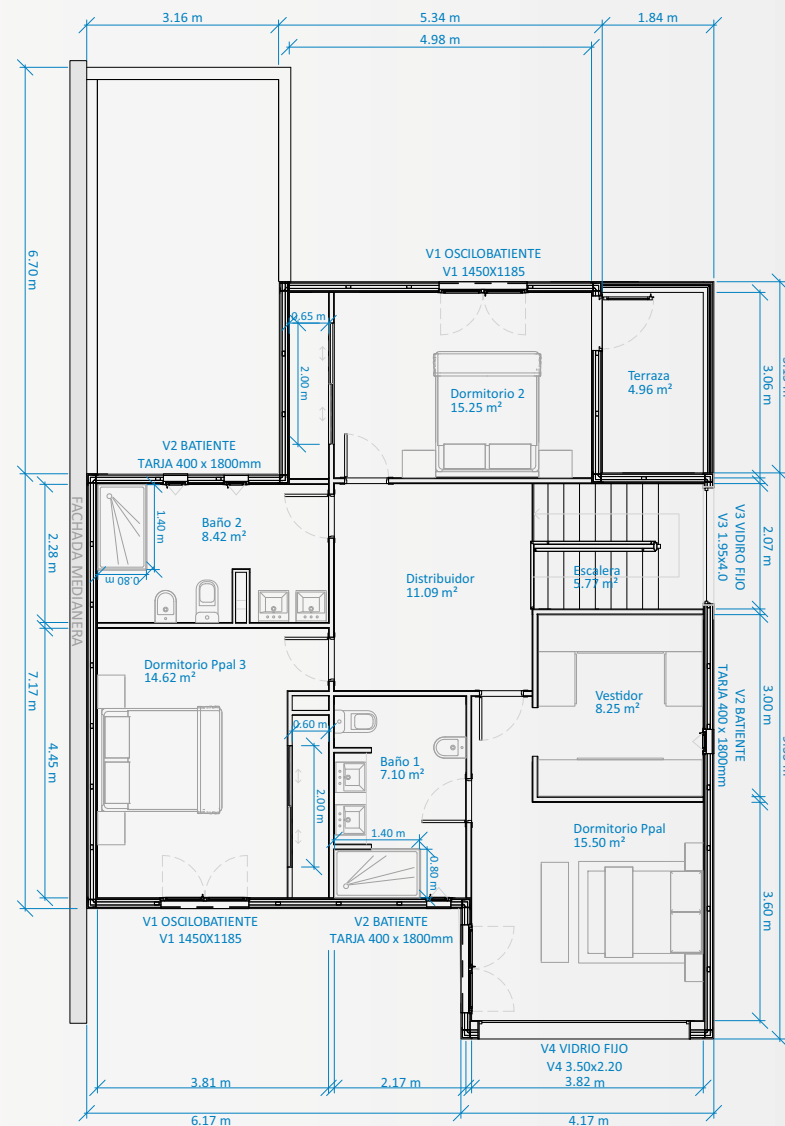 3.16 m
5.34 m
1.84 m
4.98 m
6.70 m
V1 OSCILOBATIENTE
V1 1450X1185
0.65 m
2.00 m
Dormitorio 2
15.25 m²
Terraza
4.96 m²
3.06 m
V2 BATIENTE
TARJA 400 x 1800mm
FACHADA MEDIANERA
2.28 m
1.40 m
0.80 m
Baño 2
8.42 m²
Distribuidor
11.09 m²
Escalera
5.77 m²
V3 VIDIRO FIJO
V3 1.95x4.0
2.07 m
7.17 m
4.45 m
Dormitorio Ppal 3
14.62 m²
0.60 m
2.00 m
Baño 1
7.10 m²
1.40 m
0.80 m
Vestidor
8.25 m²
V2 BATIENTE
TARJA 400 x 1800mm
3.00 m
Dormitorio Ppal
15.50 m²
3.60 m
V1 OSCILOBATIENTE
V1 1450X1185
V2 BATIENTE
TARJA 400 x 1800mm
V4 VIDRIO FIJO
V4 3.50x2.20
3.81 m
2.17 m
3.82 m
6.17 m
4.17 m